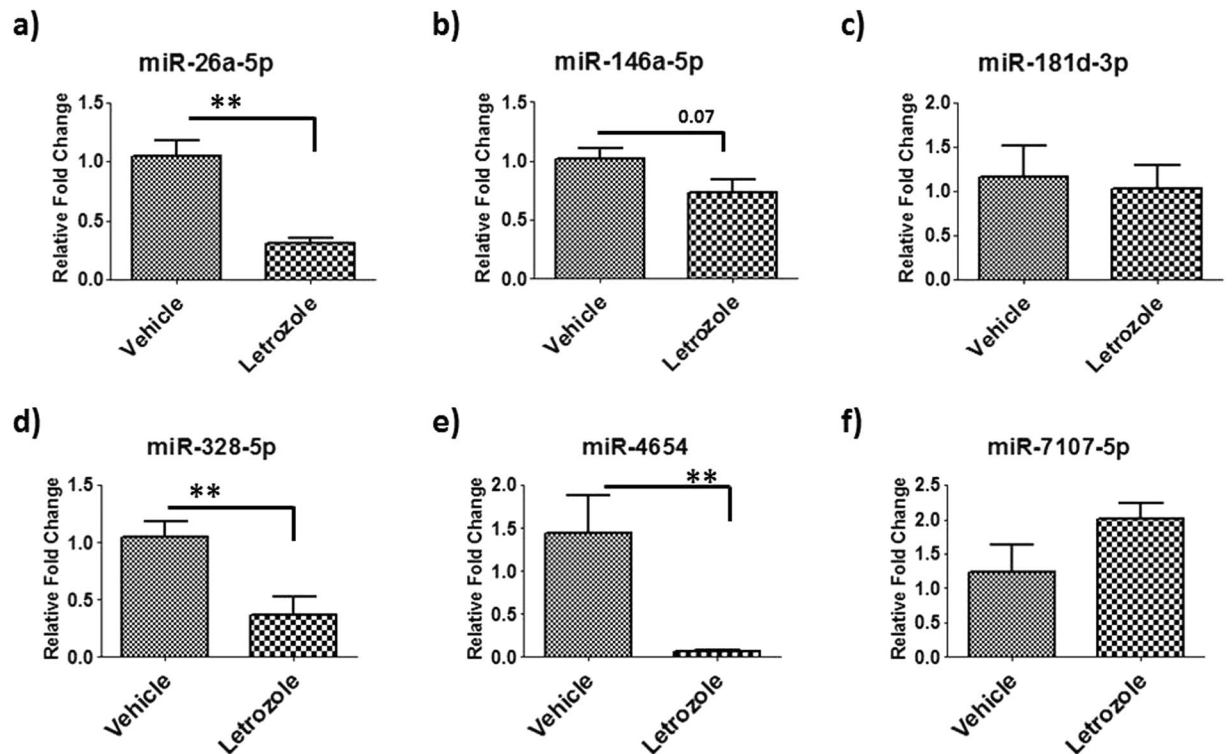 a)
miR-26a-5p
Relative Fold Change
1.5
1.0
0.5
0.0
**
Vehicle
Letrozole
b)
miR-146a-5p
Relative Fold Change
1.5
1.0
0.5
0.0
0.07
Vehicle
Letrozole
c)
miR-181d-3p
Relative Fold Change
2.0
1.5
1.0
0.5
0.0
Vehicle
Letrozole
d)
miR-328-5p
Relative Fold Change
1.5
1.0
0.5
0.0
**
Vehicle
Letrozole
e)
miR-4654
Relative Fold Change
2.0
1.5
1.0
0.5
0.0
**
Vehicle
Letrozole
f)
miR-7107-5p
Relative Fold Change
2.5
2.0
1.5
1.0
0.5
0.0
Vehicle
Letrozole